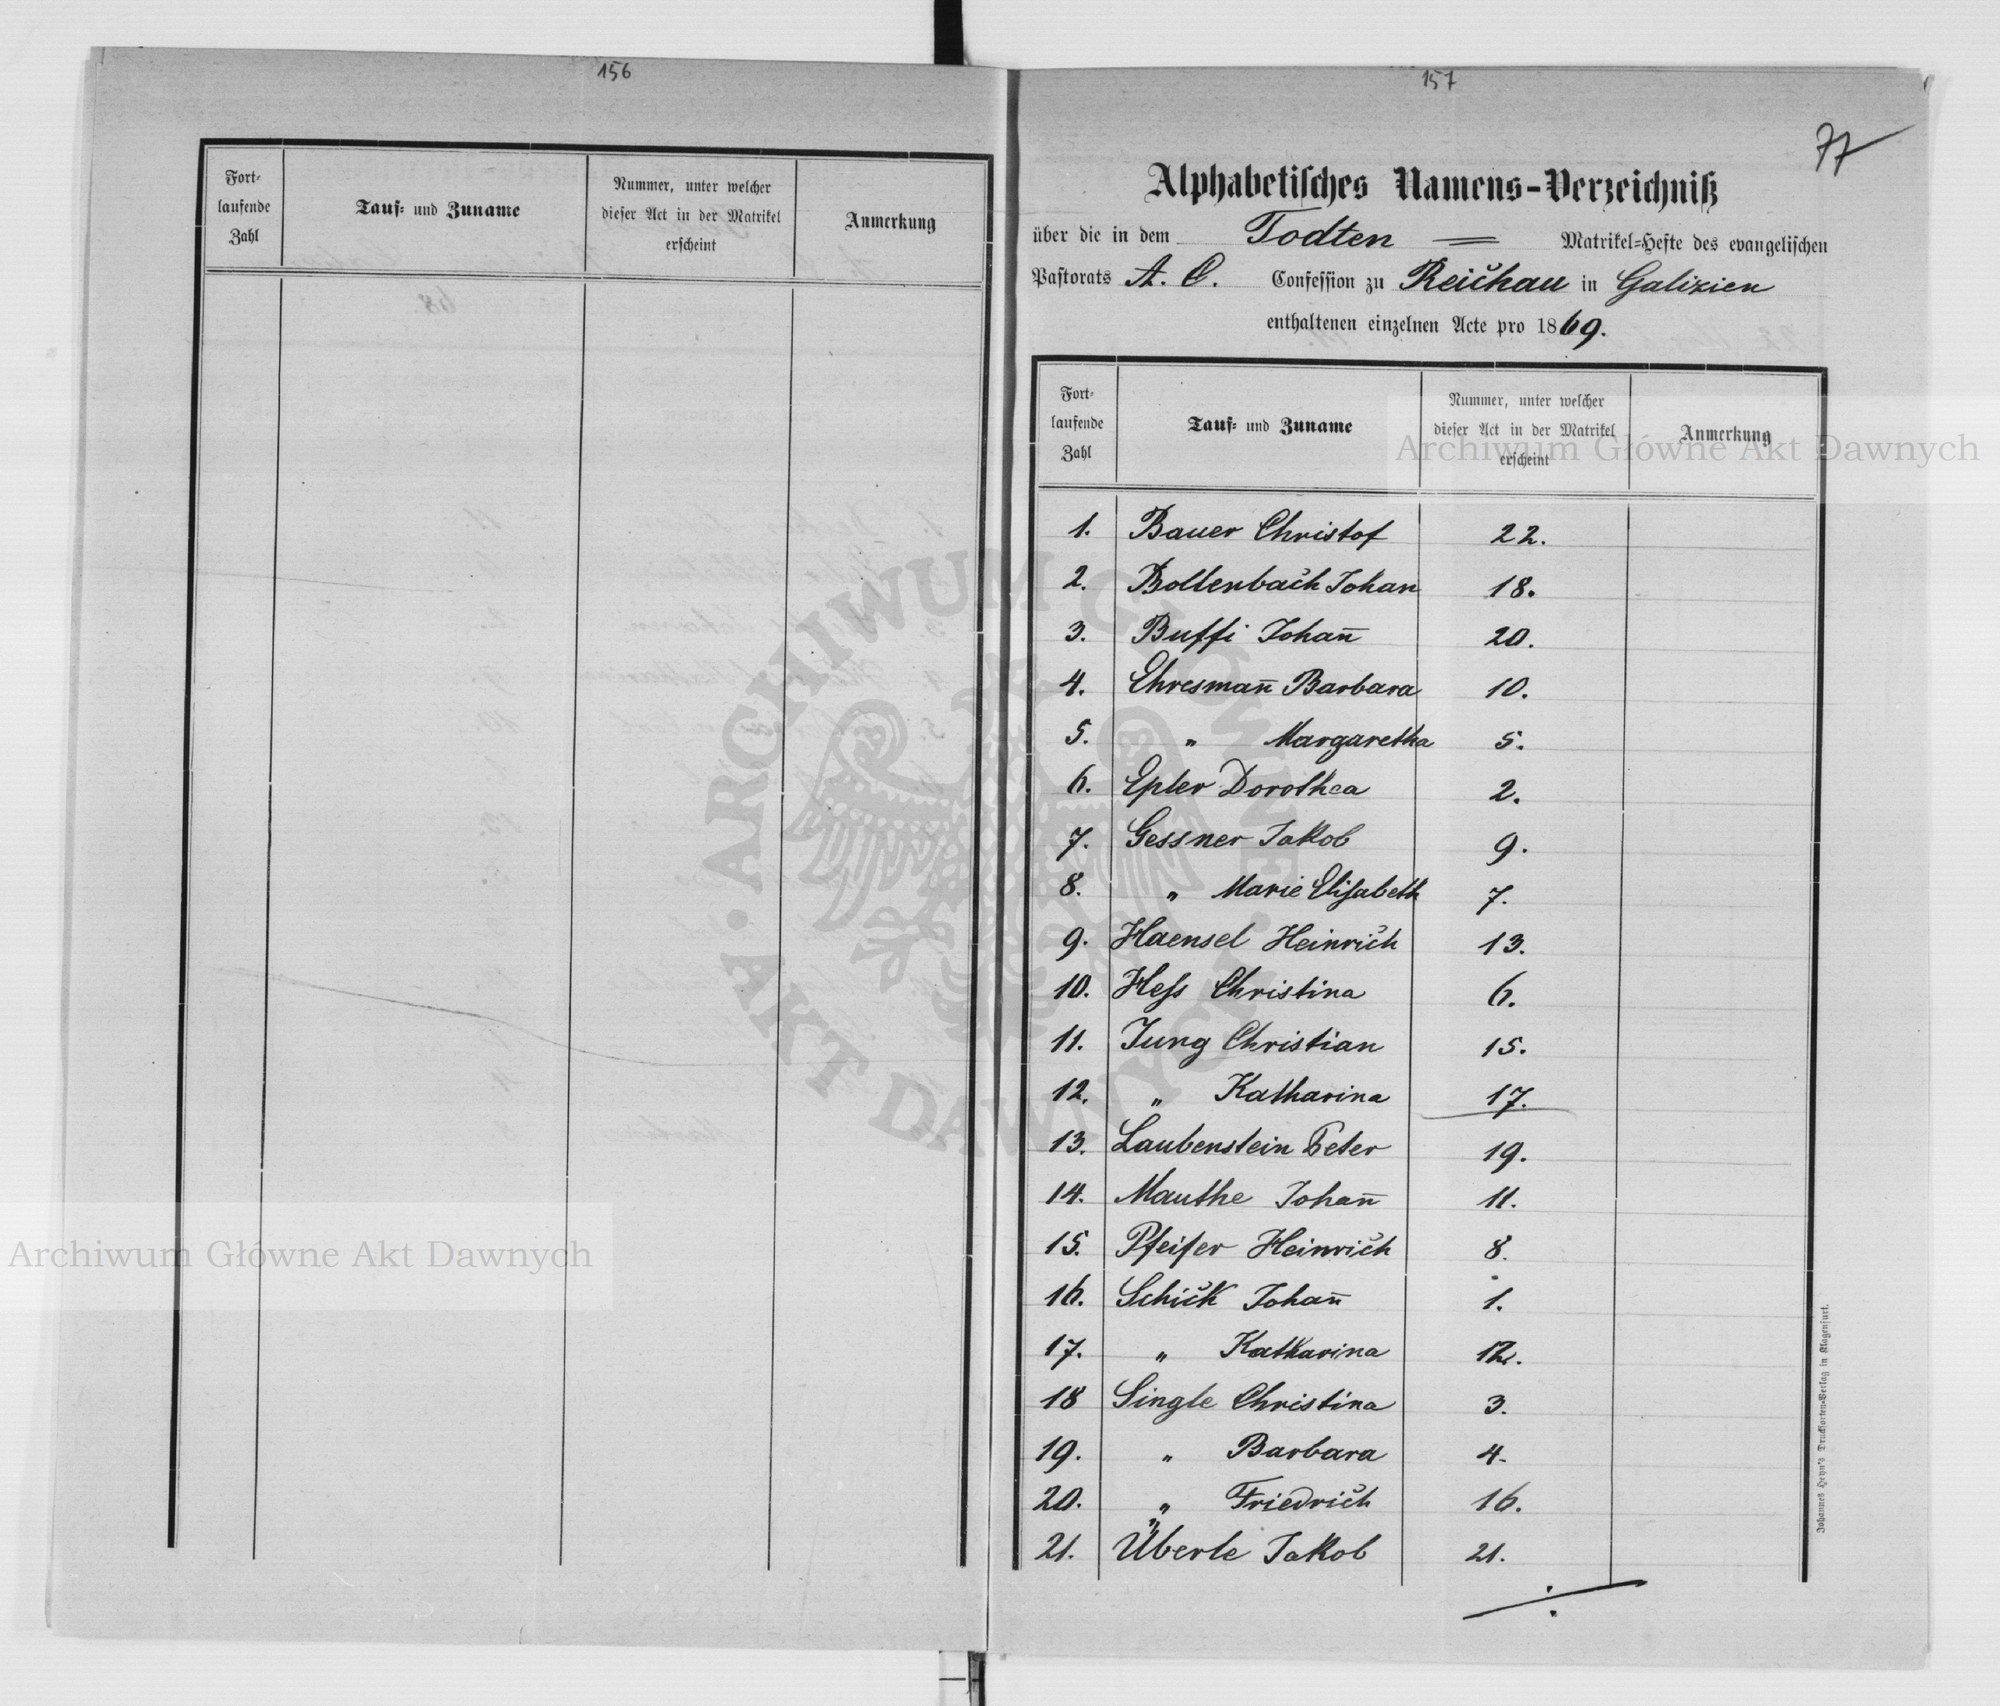 156
Fort-
laufende
Zahl
Tauf- und Zuname
Nummer, unter welcher
dieser Act in der Matrikel
erscheint
Anmerkung
157
77
Alphabetisches Namens-Verzeichniß
über die in dem Todten Matrikel-Hefte des evangelischen
Pastorats A. C. Confession zu Reichau in Galizien
enthaltenen einzelnen Acte pro 1869.
Fort-
laufende
Zahl
Tauf- und Zuname
Nummer, unter welcher
dieser Act in der Matrikel
erscheint
Anmerkung
1. Bauer Christof 22.
2. Bollenbach Johan 18.
3. Buffi Johan̄ 20.
4. Ehresman̄ Barbara 10.
5. " Margaretha 5.
6. Epler Dorothea 2.
7. Gessner Jakob 9.
8. " Marie Elisabeth 7.
9. Haensel Heinrich 13.
10. Hess Christina 6.
11. Jung Christian 15.
12. " Katharina 17.
13. Laubenstein Peter 19.
14. Mauthe Johan̄ 11.
15. Pfeifer Heinrich 8.
16. Schick Johan̄ 1.
17. " Katharina 12.
18 Single Christina 3.
19. " Barbara 4.
20. " Friedrich 16.
21. Überle Jakob 21.
Johannes Heyn's Drucksorten-Verlag in Klagenfurt.
Archiwum Główne Akt Dawnych
Archiwum Główne Akt Dawnych
ARCHIWUM GŁÓWNE
AKT DAWNYCH